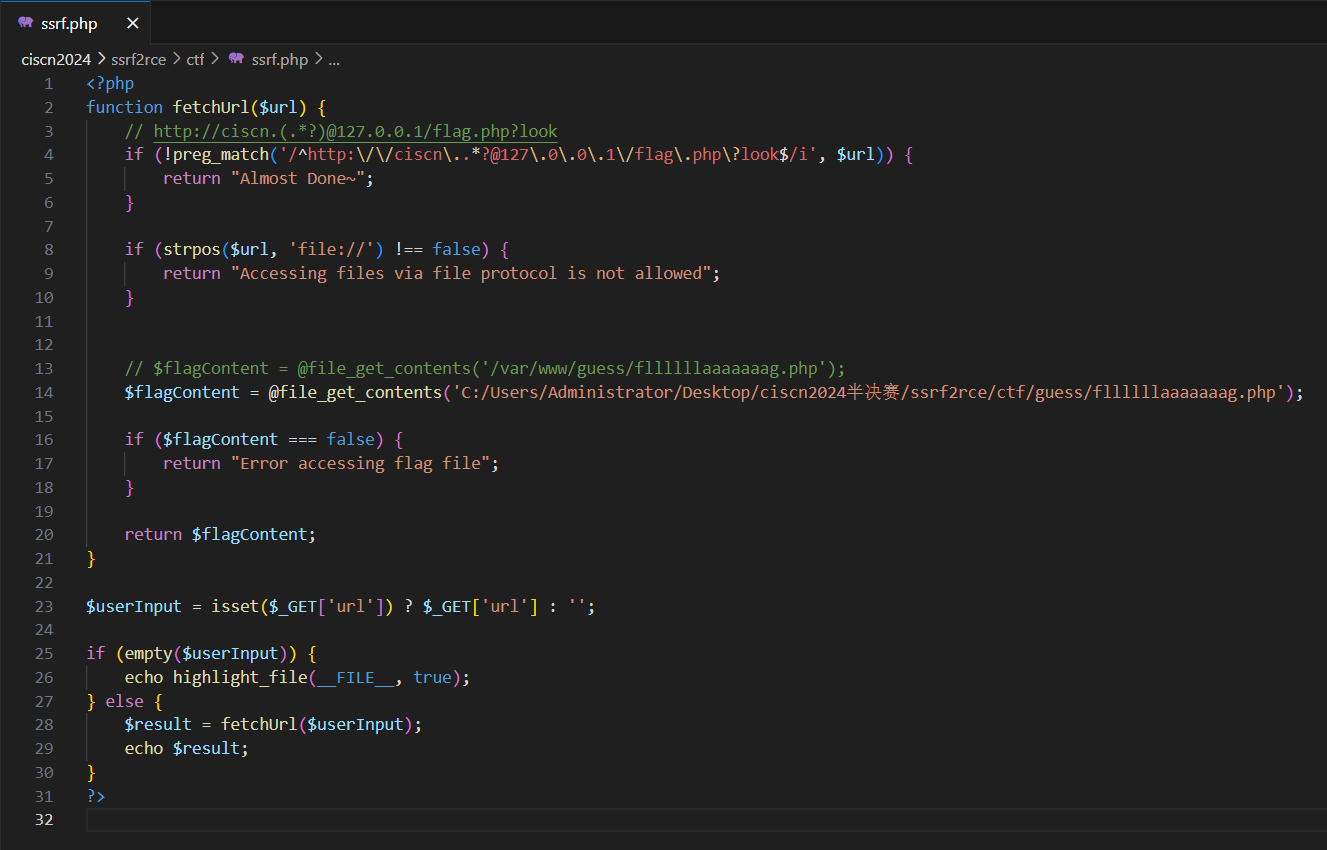 ssrf.php
ciscn2024 > ssrf2rce > ctf > ssrf.php > ...
1 <?php
2 function fetchUrl($url) {
3 // http://ciscn.(.*?)@127.0.0.1/flag.php?look
4 if (!preg_match('/^http:\/\/ciscn\..*?@127\.0\.0\.1\/flag\.php\?look$/i', $url)) {
5 return "Almost Done~";
6 }
7
8 if (strpos($url, 'file://') !== false) {
9 return "Accessing files via file protocol is not allowed";
10 }
11
12
13 // $flagContent = @file_get_contents('/var/www/guess/fllllllaaaaaaag.php');
14 $flagContent = @file_get_contents('C:/Users/Administrator/Desktop/ciscn2024半决赛/ssrf2rce/ctf/guess/fllllllaaaaaaag.php');
15
16 if ($flagContent === false) {
17 return "Error accessing flag file";
18 }
19
20 return $flagContent;
21 }
22
23 $userInput = isset($_GET['url']) ? $_GET['url'] : '';
24
25 if (empty($userInput)) {
26 echo highlight_file(__FILE__, true);
27 } else {
28 $result = fetchUrl($userInput);
29 echo $result;
30 }
31 ?>
32